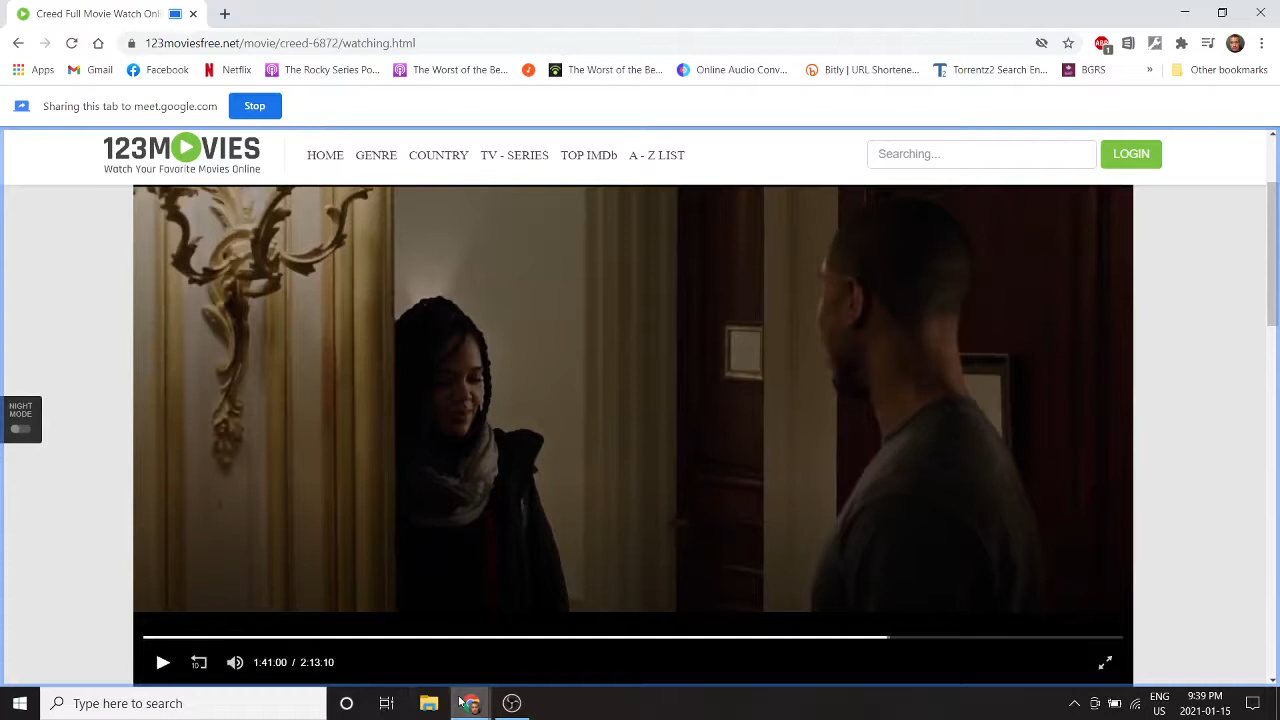 Creed Full Movie Watch Onli
123moviesfree.net/movie/creed-6872/watching.html
Apps Gmail Facebook Netflix The Rocky Series Pe... The Worst of the Be... The Worst of the Be... Online Audio Conv... Bitly | URL Shortene... Torrentz2 Search En... BGRS » Other bookmarks
Sharing this tab to meet.google.com Stop
123MOVIES
Watch Your Favorite Movies Online
HOME GENRE COUNTRY TV - SERIES TOP IMDb A - Z LIST
Searching... LOGIN
NIGHT
MODE
10 1.41.00 / 2.13.10
Type here to search
ENG
US
9:39 PM
2021-01-15